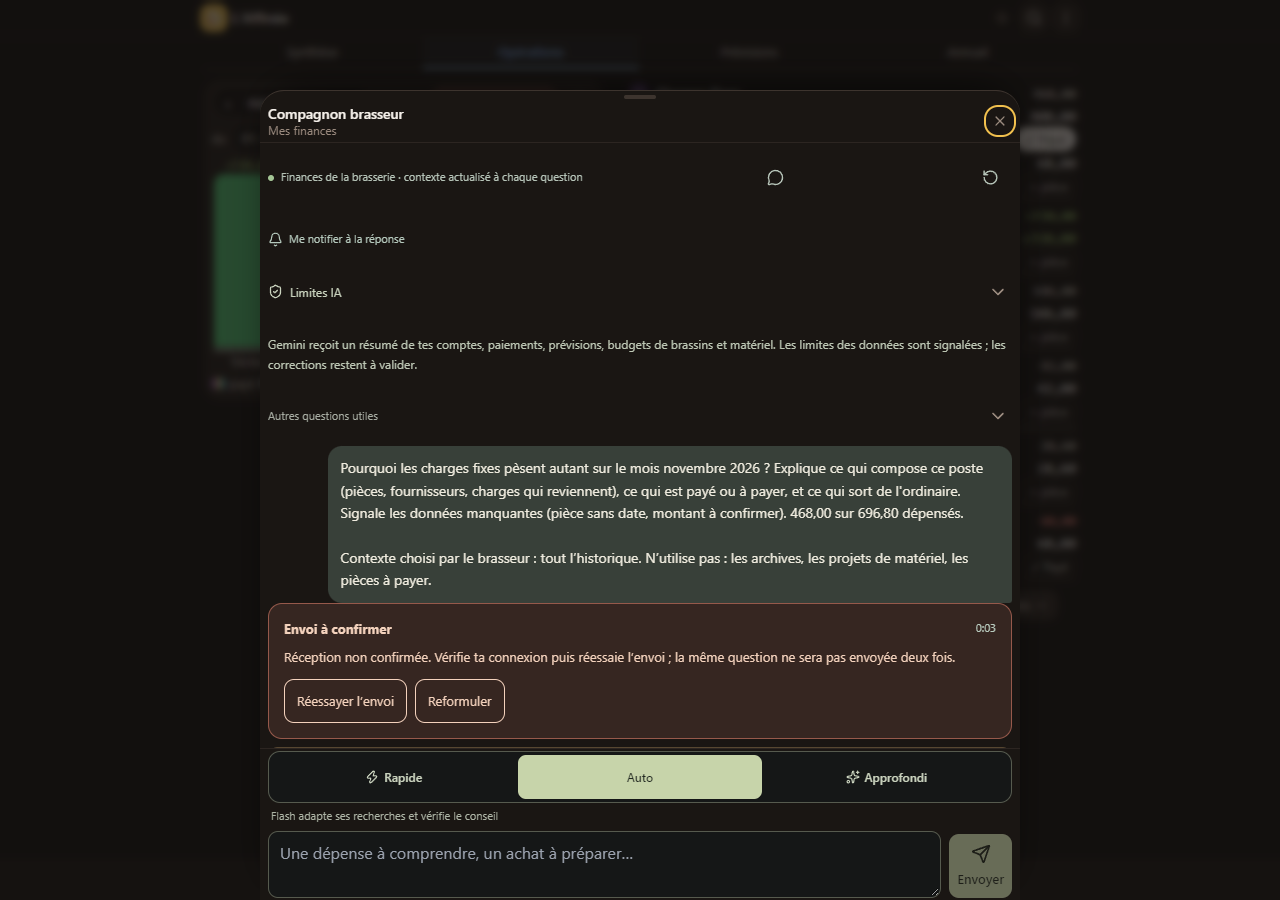 Compagnon brasseur
Mes finances
Finances de la brasserie · contexte actualisé à chaque question
Me notifier à la réponse
Limites IA
Gemini reçoit un résumé de tes comptes, paiements, prévisions, budgets de brassins et matériel. Les limites des données sont signalées ; les
corrections restent à valider.
Autres questions utiles
Pourquoi les charges fixes pèsent autant sur le mois novembre 2026 ? Explique ce qui compose ce poste
(pièces, fournisseurs, charges qui reviennent), ce qui est payé ou à payer, et ce qui sort de l'ordinaire.
Signale les données manquantes (pièce sans date, montant à confirmer). 468,00 sur 696,80 dépensés.
Contexte choisi par le brasseur : tout l’historique. N’utilise pas : les archives, les projets de matériel, les
pièces à payer.
Envoi à confirmer
0:03
Réception non confirmée. Vérifie ta connexion puis réessaie l’envoi ; la même question ne sera pas envoyée deux fois.
Réessayer l’envoi
Reformuler
Rapide
Auto
Approfondi
Flash adapte ses recherches et vérifie le conseil
Une dépense à comprendre, un achat à préparer…
Envoyer